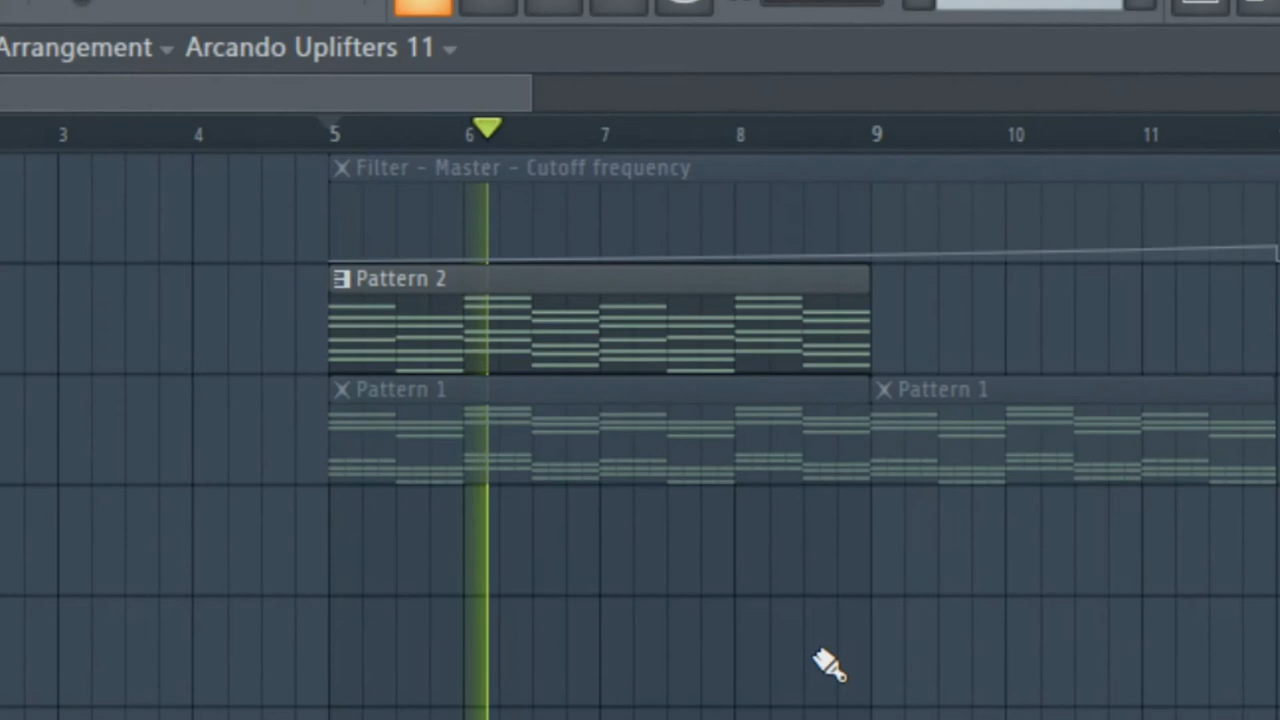 Arrangement Arcando Uplifters 11
3 4 5 6 7 8 9 10 11
Filter - Master - Cutoff frequency
Pattern 2
Pattern 1 Pattern 1